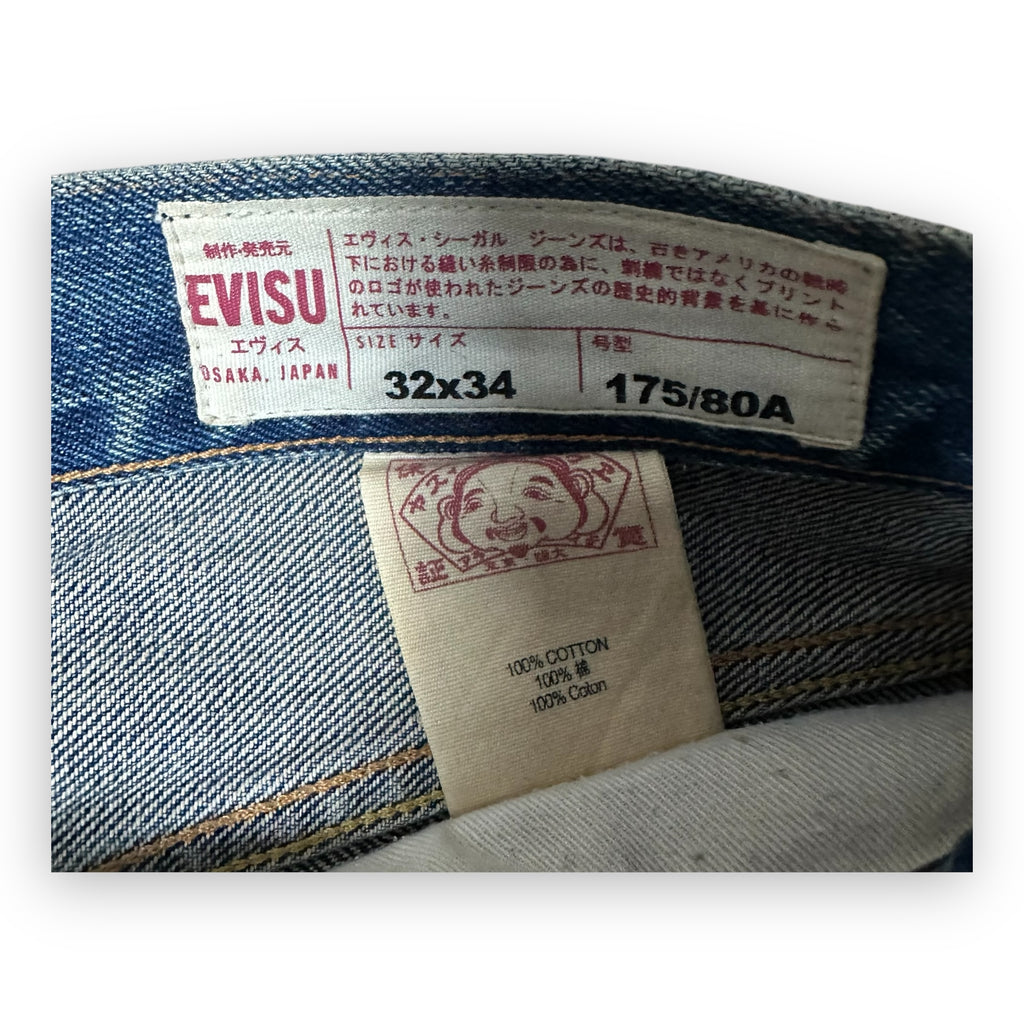 制作・発売元
EVISU
エヴィス
OSAKA, JAPAN
エヴィス・シーガル ジーンズは、古きアメリカの戦時
下における縫い糸制限の為に、刺繍ではなくプリント
のロゴが使われたジーンズの歴史的背景を基に作ら
れています。
SIZE サイズ
32x34
号型
175/80A
証
100% COTTON
100% 綿
100% Coton